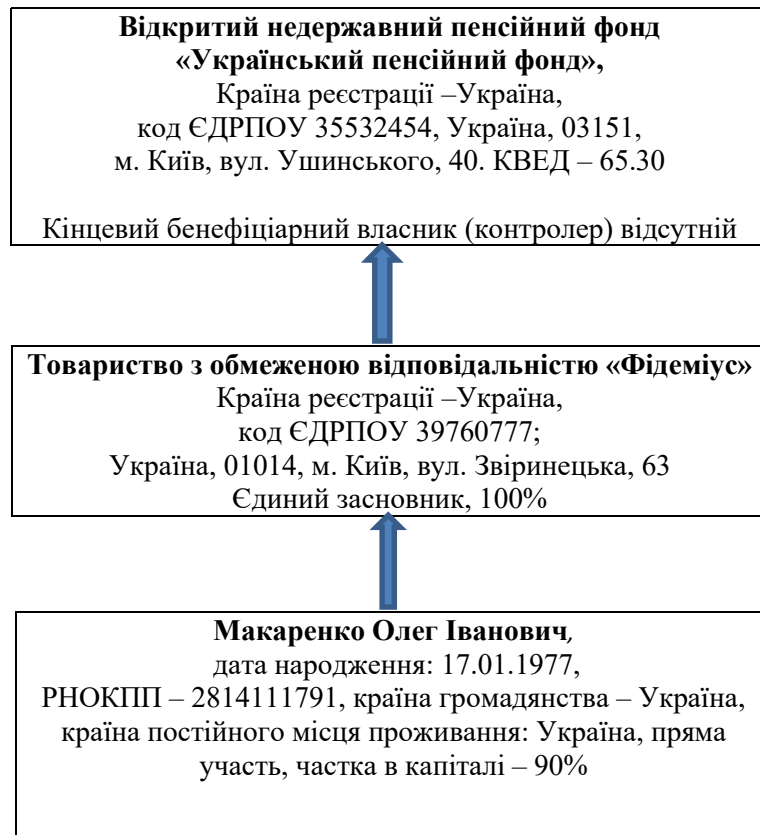 Відкритий недержавний пенсійний фонд
«Український пенсійний фонд»,
Країна реєстрації –Україна,
код ЄДРПОУ 35532454, Україна, 03151,
м. Київ, вул. Ушинського, 40. КВЕД – 65.30
Кінцевий бенефіціарний власник (контролер) відсутній
Товариство з обмеженою відповідальністю «Фідеміус»
Країна реєстрації –Україна,
код ЄДРПОУ 39760777;
Україна, 01014, м. Київ, вул. Звіринецька, 63
Єдиний засновник, 100%
Макаренко Олег Іванович,
дата народження: 17.01.1977,
РНОКПП – 2814111791, країна громадянства – Україна,
країна постійного місця проживання: Україна, пряма
участь, частка в капіталі – 90%